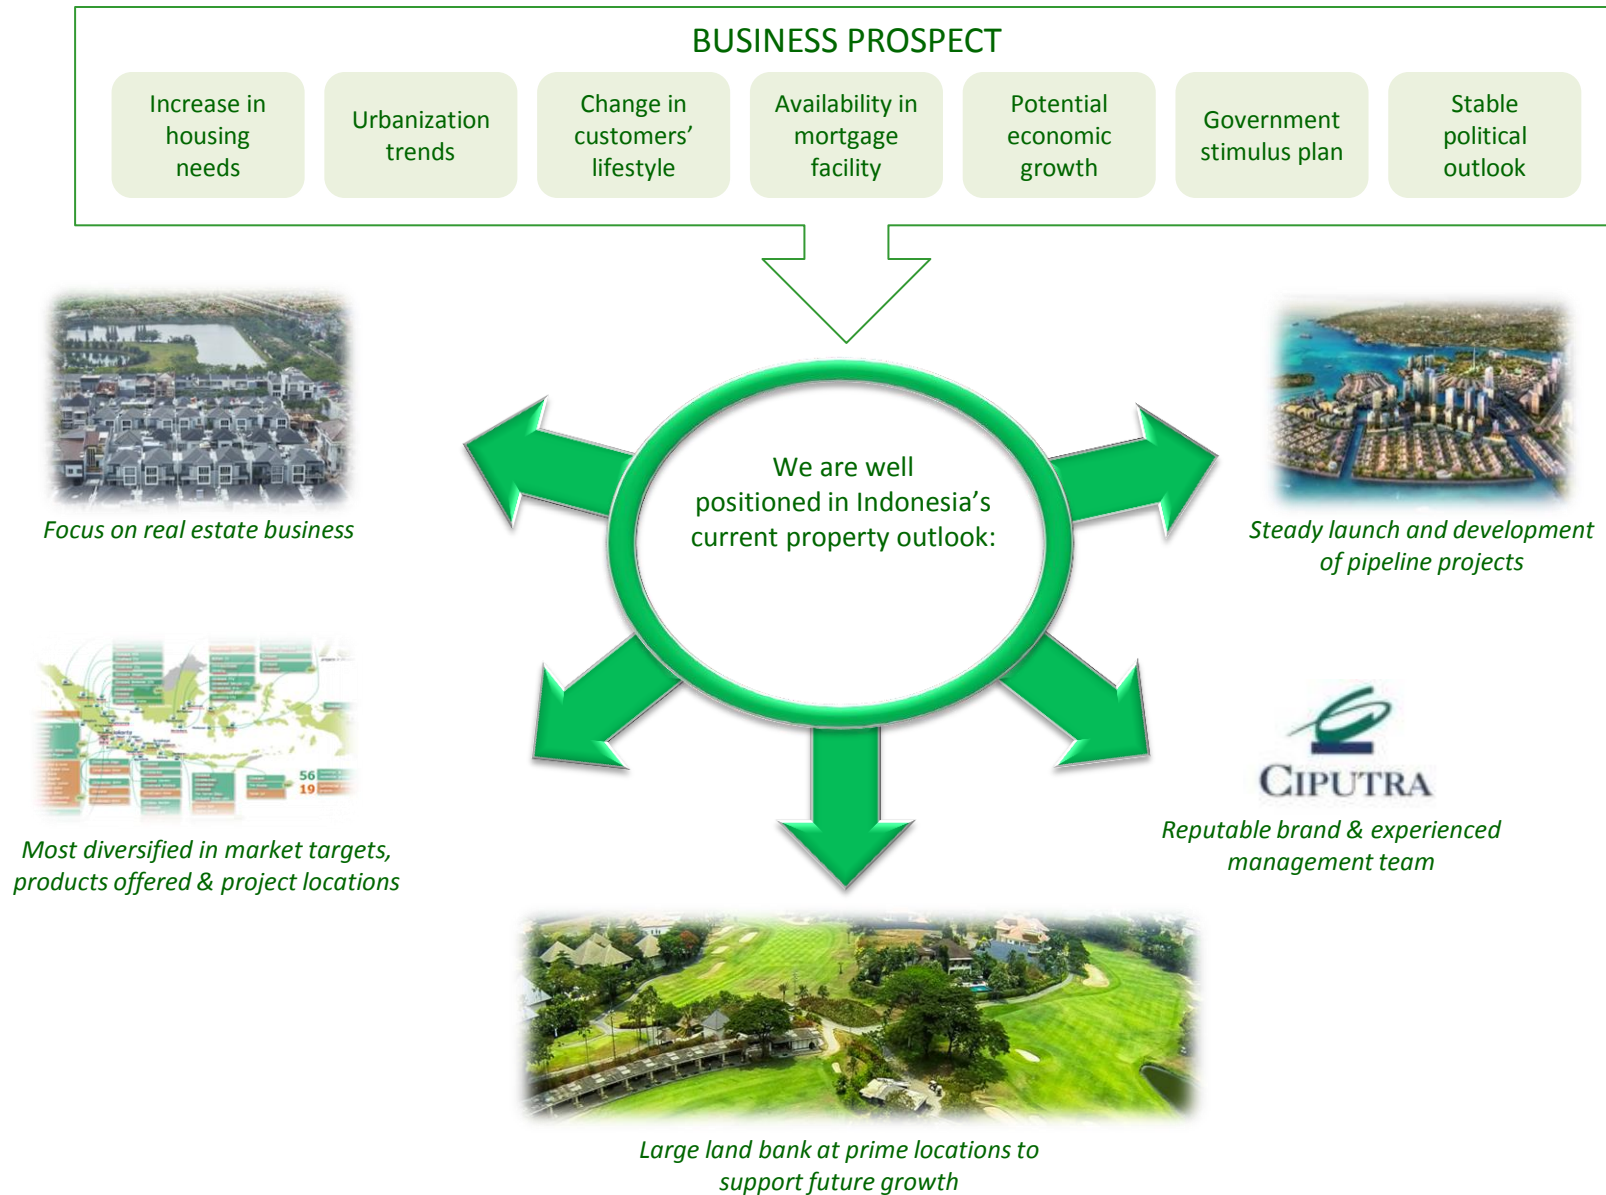 BUSINESS PROSPECT
Increase in
housing
needs
Urbanization
trends
Change in
customers’
lifestyle
Availability in
mortgage
facility
Potential
economic
growth
Government
stimulus plan
Stable
political
outlook
We are well
positioned in Indonesia’s
current property outlook:
Focus on real estate business
Steady launch and development
of pipeline projects
56
19
Most diversified in market targets,
products offered & project locations
CIPUTRA
Reputable brand & experienced
management team
Large land bank at prime locations to
support future growth